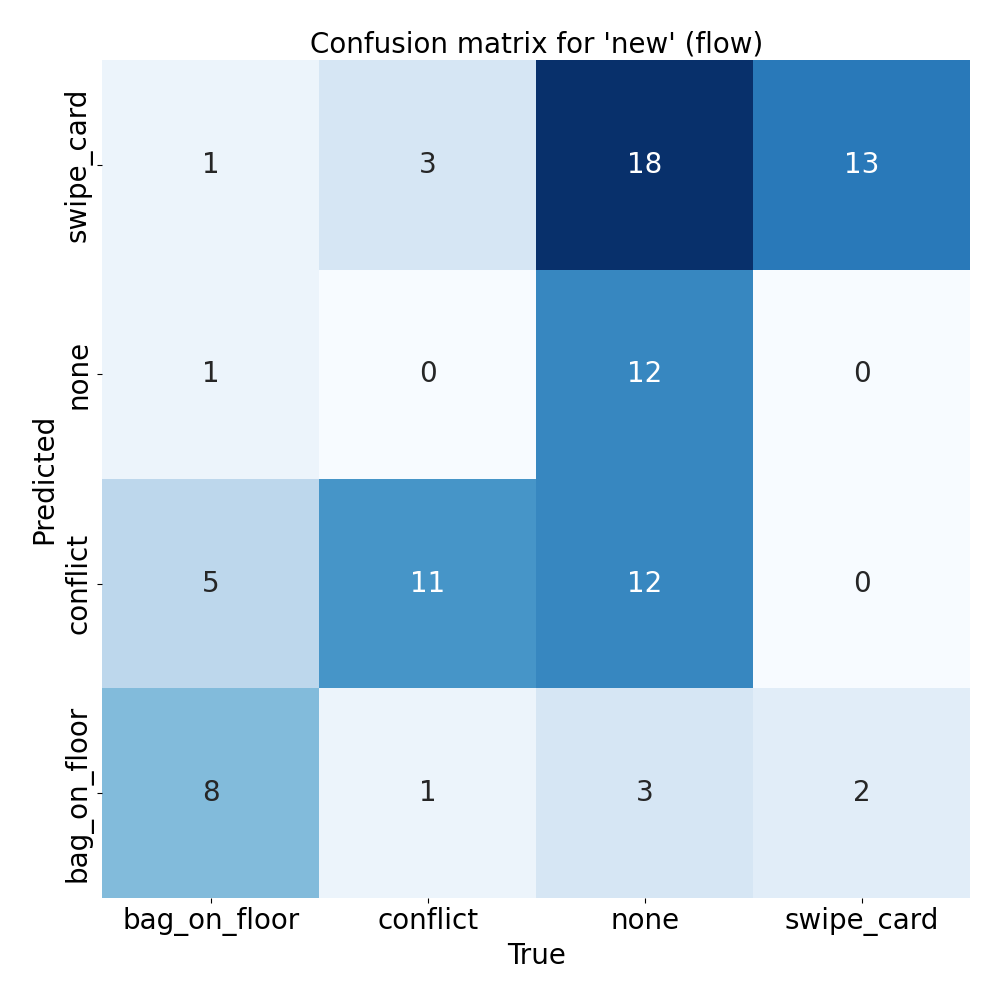 Confusion matrix for 'new' (flow)
swipe_card
1 3 18 13
none
1 0 12 0
Predicted
conflict
5 11 12 0
bag_on_floor
8 1 3 2
bag_on_floor conflict none swipe_card
True